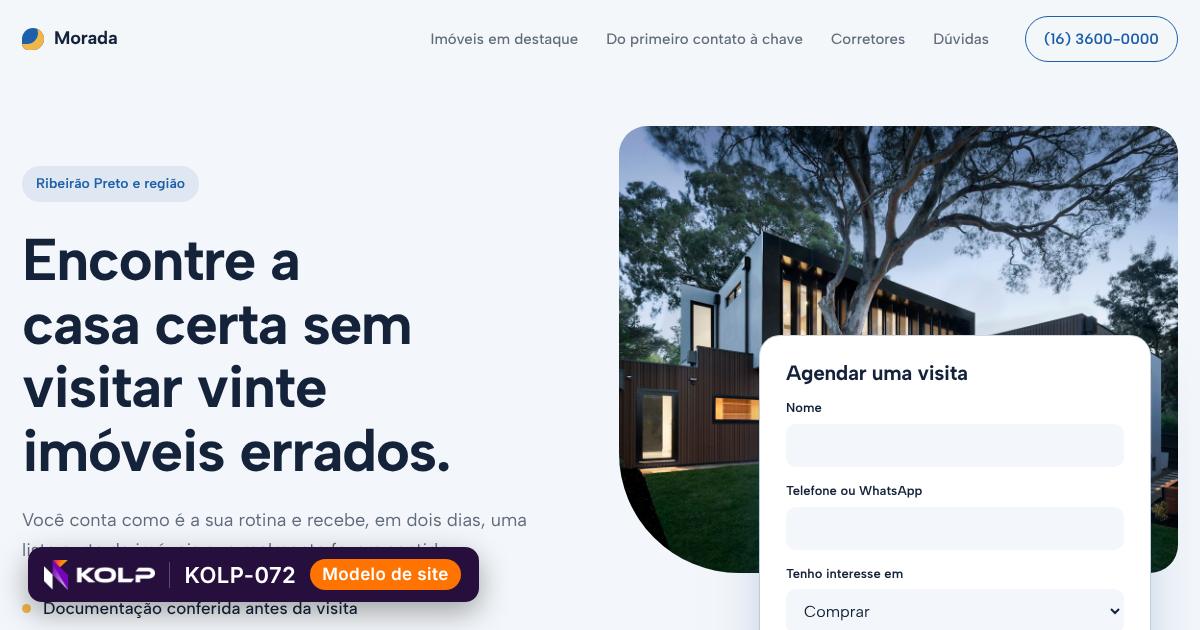 Morada
Imóveis em destaque
Do primeiro contato à chave
Corretores
Dúvidas
(16) 3600-0000
Ribeirão Preto e região
Encontre a
casa certa sem
visitar vinte
imóveis errados.
Você conta como é a sua rotina e recebe, em dois dias, uma
KOLP
KOLP-072
Modelo de site
Documentação conferida antes da visita
Agendar uma visita
Nome
Telefone ou WhatsApp
Tenho interesse em
Comprar